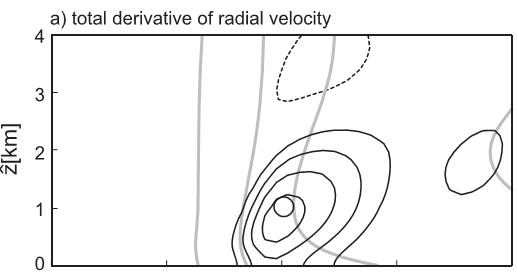 a) total derivative of radial velocity
4
3
2
1
0
ẑ[km]